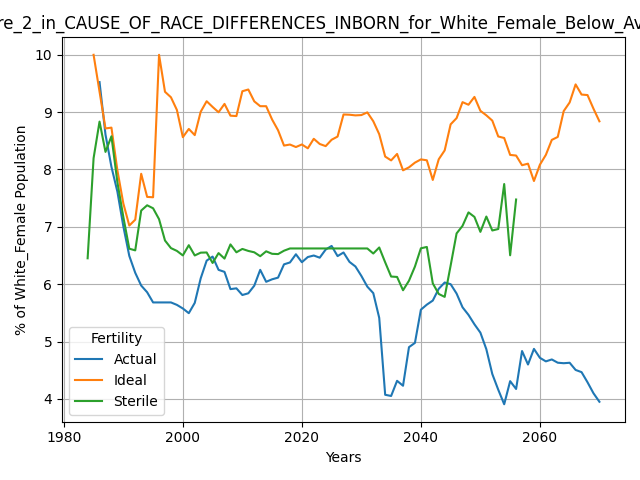 re_2_in_CAUSE_OF_RACE_DIFFERENCES_INBORN_for_White_Female_Below_Av
10
9
8
7
6
5
4
% of White_Female Population
Fertility
Actual
Ideal
Sterile
1980
2000
2020
2040
2060
Years